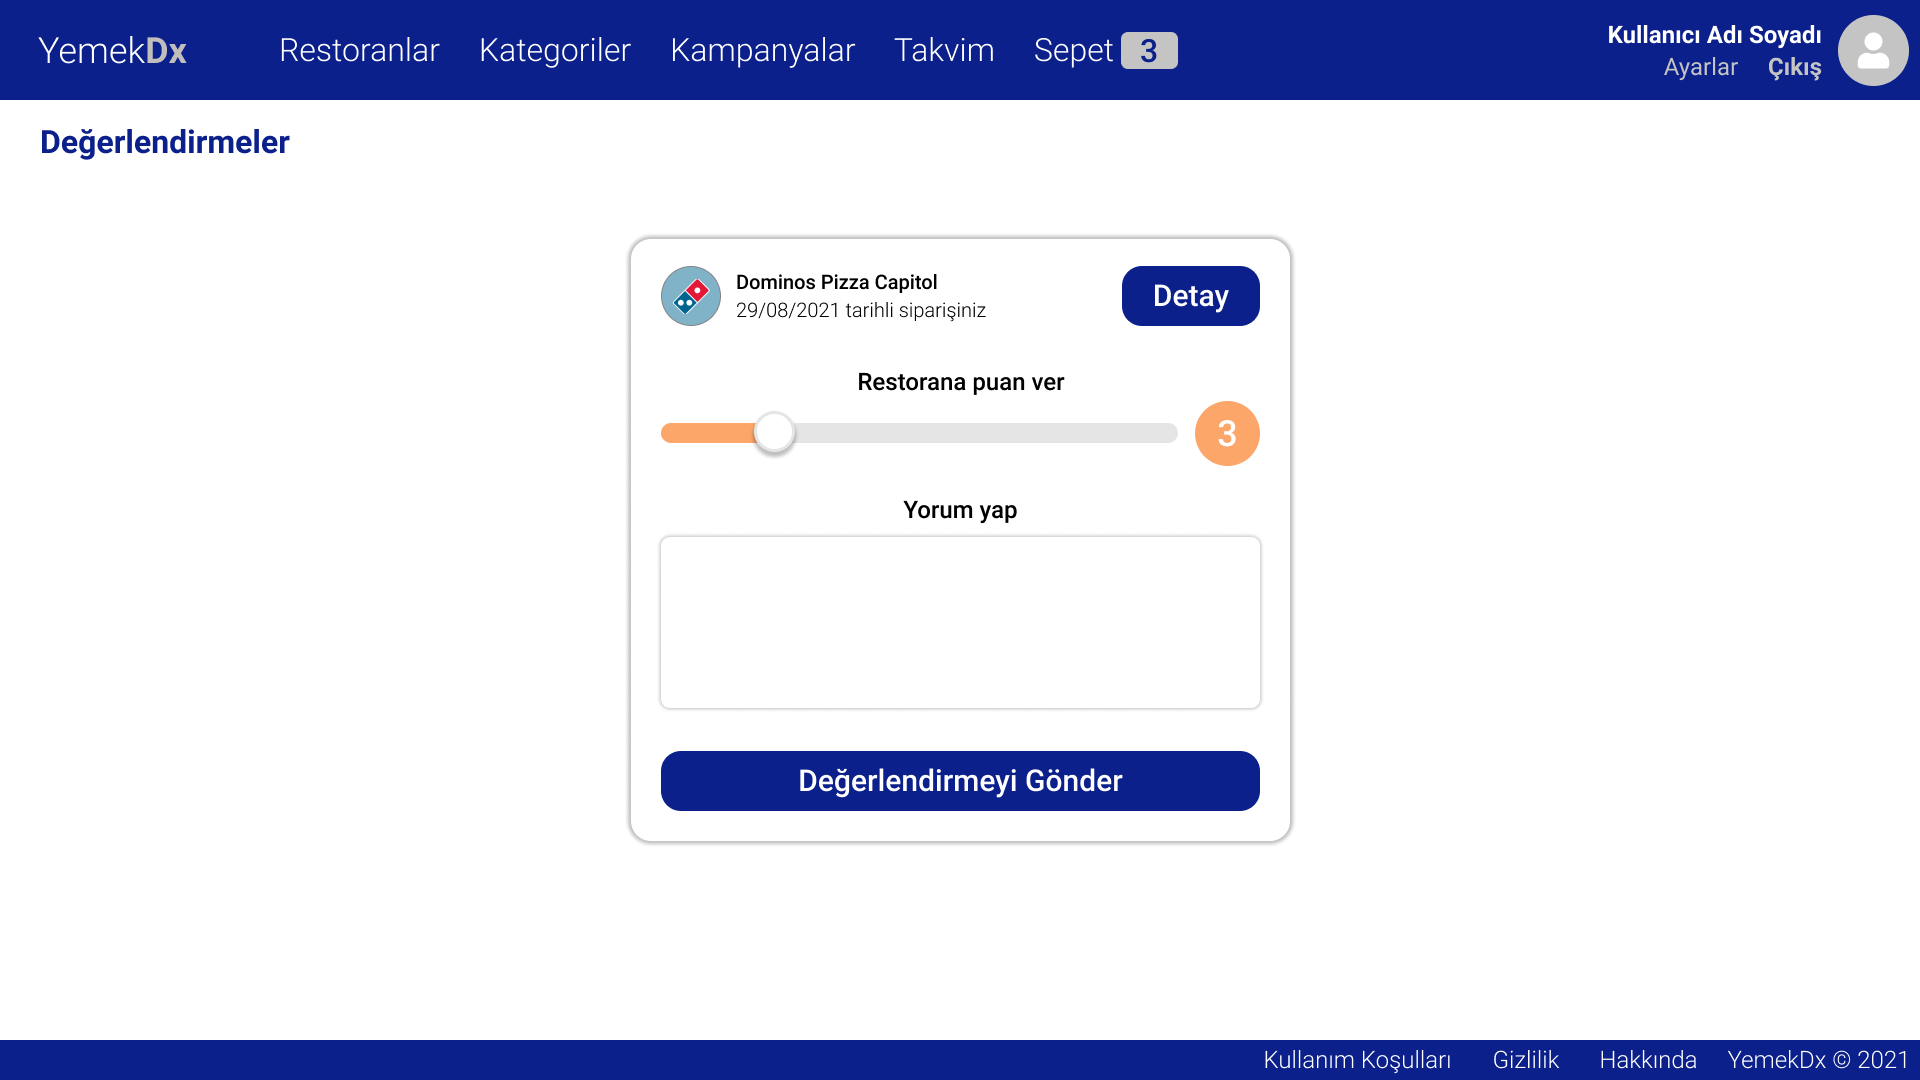 YemekDx
Restoranlar
Kategoriler
Kampanyalar
Takvim
Sepet 3
Kullanıcı Adı Soyadı
Ayarlar
Çıkış
Değerlendirmeler
Dominos Pizza Capitol
29/08/2021 tarihli siparişiniz
Detay
Restorana puan ver
3
Yorum yap
Değerlendirmeyi Gönder
Kullanım Koşulları
Gizlilik
Hakkında
YemekDx © 2021